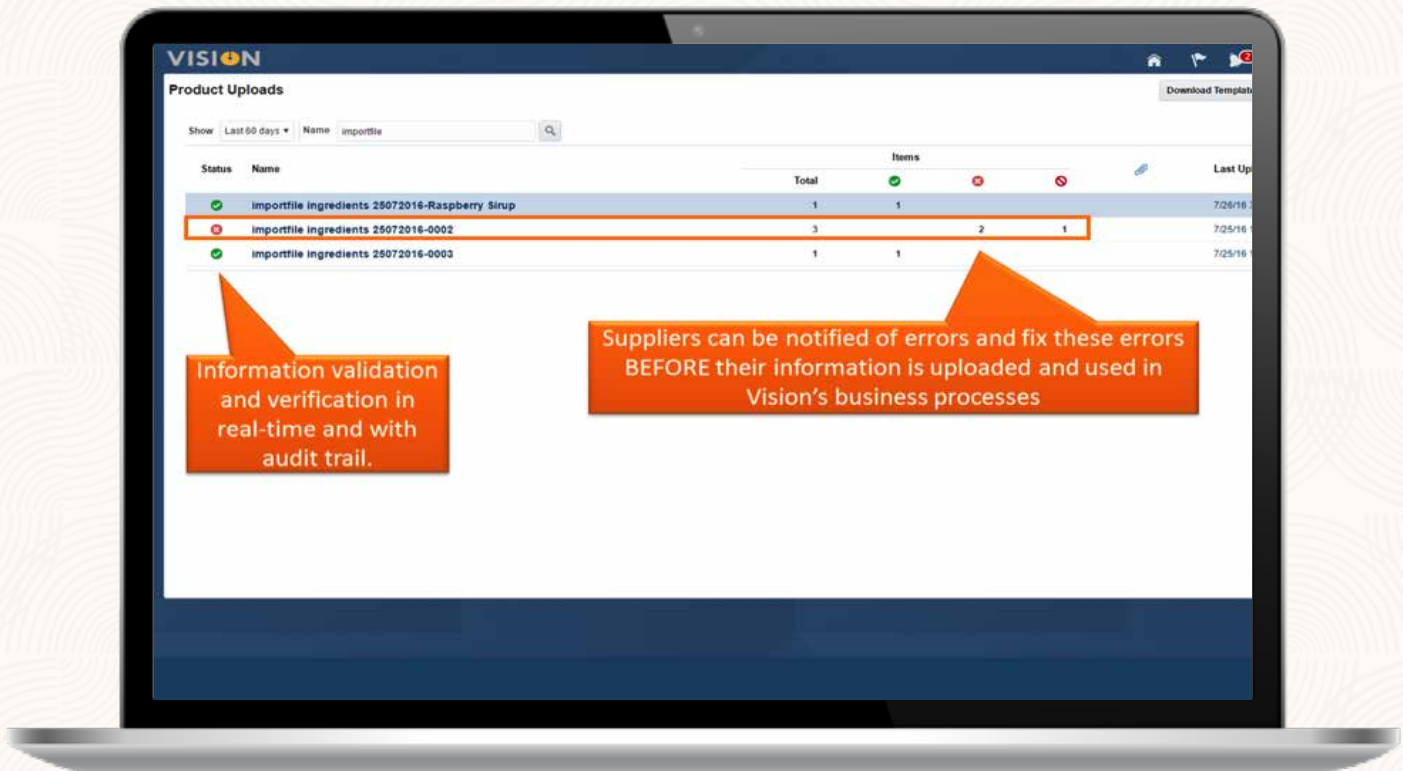 VISION
2
Product Uploads
Download Templat
Show Last 60 days Name importfile
Items
Status Name Last Up
Total
importfile ingredients 25072016-Raspberry Sirup 1 1 7/26/16 3
importfile ingredients 25072016-0002 3 2 1 7/25/16 1
importfile ingredients 25072016-0003 1 1 7/25/16 1
Information validation
and verification in
real-time and with
audit trail.
Suppliers can be notified of errors and fix these errors
BEFORE their information is uploaded and used in
Vision's business processes